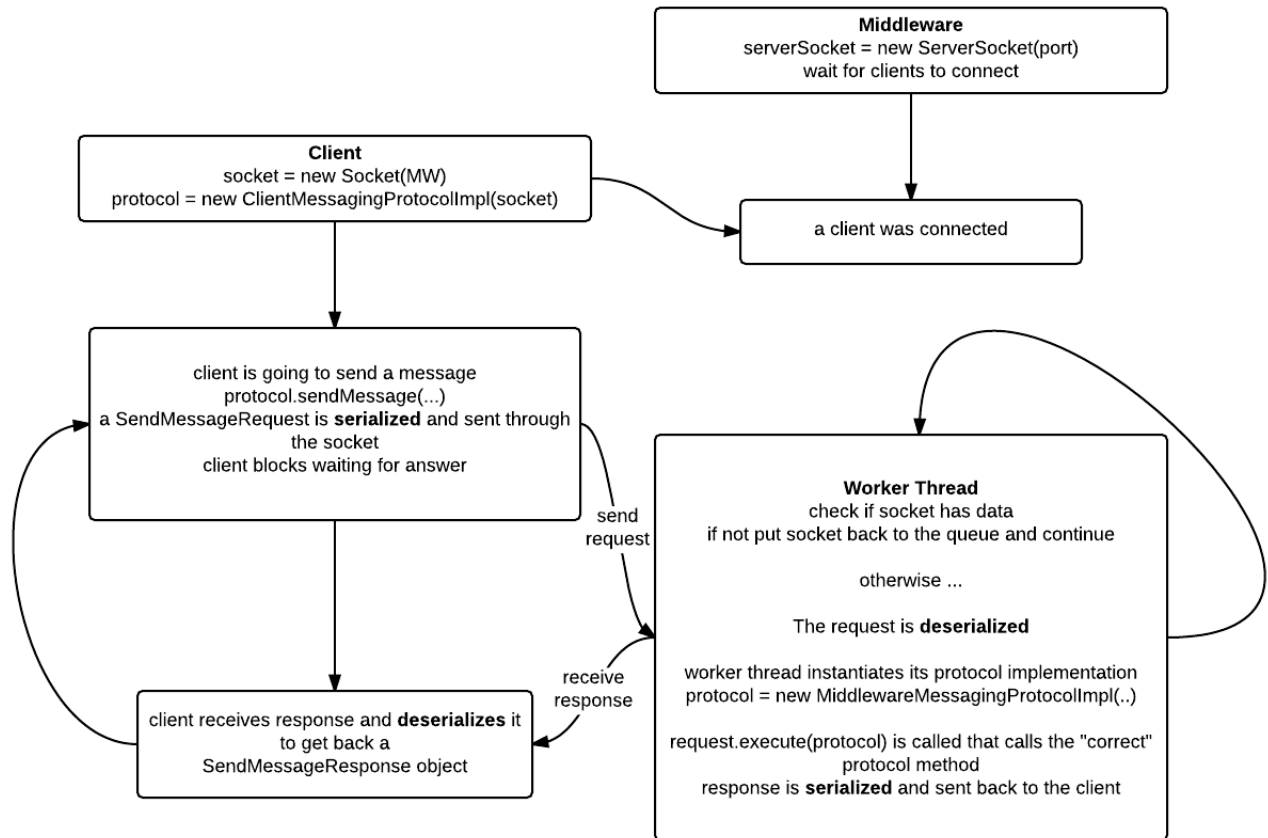 Middleware
serverSocket = new ServerSocket(port)
wait for clients to connect
Client
socket = new Socket(MW)
protocol = new ClientMessagingProtocolImpl(socket)
a client was connected
client is going to send a message
protocol.sendMessage(...)
a SendMessageRequest is serialized and sent through
the socket
client blocks waiting for answer
send
request
Worker Thread
check if socket has data
if not put socket back to the queue and continue
otherwise ...
The request is deserialized
worker thread instantiates its protocol implementation
protocol = new MiddlewareMessagingProtocolImpl(..)
request.execute(protocol) is called that calls the "correct"
protocol method
response is serialized and sent back to the client
receive
response
client receives response and deserializes it
to get back a
SendMessageResponse object